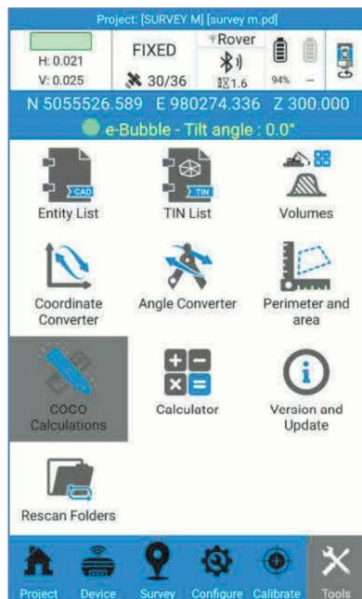 Project: [SURVEY M] [survey m.pd]
H: 0.021
V: 0.025
FIXED
30/36
Rover
1.6
94%
--
N 5055526.589 E 980274.336 Z 300.000
e-Bubble - Tilt angle : 0.0°
CAD
TIN
Entity List
TIN List
Volumes
Coordinate
Converter
Angle Converter
Perimeter and
area
COGO
Calculations
Calculator
Version and
Update
Rescan Folders
Project
Device
Survey
Configure
Calibrate
Tools